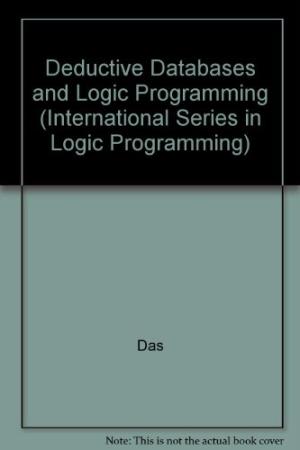 Deductive Databases
and Logic Programming
(International Series in
Logic Programming)
Das
Note: This is not the actual book cover